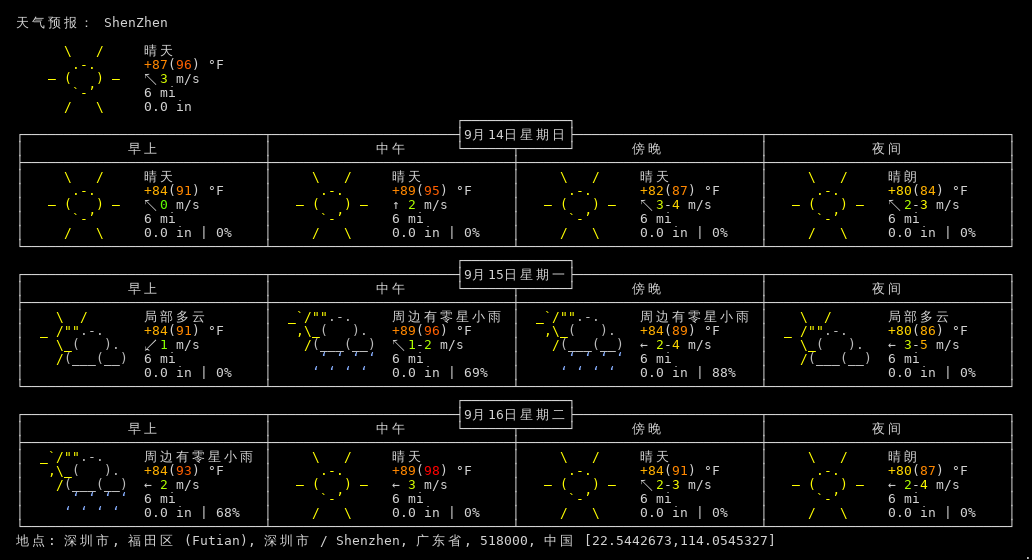 天气预报： ShenZhen
晴天
+87(96) °F
↖ 3 m/s
6 mi
0.0 in
9月14日星期日
早上 中午 傍晚 夜间
晴天 晴天 晴天 晴朗
+84(91) °F +89(95) °F +82(87) °F +80(84) °F
↖ 0 m/s ↑ 2 m/s ↖ 3-4 m/s ↖ 2-3 m/s
6 mi 6 mi 6 mi 6 mi
0.0 in | 0% 0.0 in | 0% 0.0 in | 0% 0.0 in | 0%
9月15日星期一
早上 中午 傍晚 夜间
局部多云 周边有零星小雨 周边有零星小雨 局部多云
+84(91) °F +89(96) °F +84(89) °F +80(86) °F
↙ 1 m/s ↖ 1-2 m/s ← 2-4 m/s ← 3-5 m/s
6 mi 6 mi 6 mi 6 mi
0.0 in | 0% 0.0 in | 69% 0.0 in | 88% 0.0 in | 0%
9月16日星期二
早上 中午 傍晚 夜间
周边有零星小雨 晴天 晴天 晴朗
+84(93) °F +89(98) °F +84(91) °F +80(87) °F
← 2 m/s ← 3 m/s ↖ 2-3 m/s ← 2-4 m/s
6 mi 6 mi 6 mi 6 mi
0.0 in | 68% 0.0 in | 0% 0.0 in | 0% 0.0 in | 0%
地点: 深圳市, 福田区 (Futian), 深圳市 / Shenzhen, 广东省, 518000, 中国 [22.5442673,114.0545327]